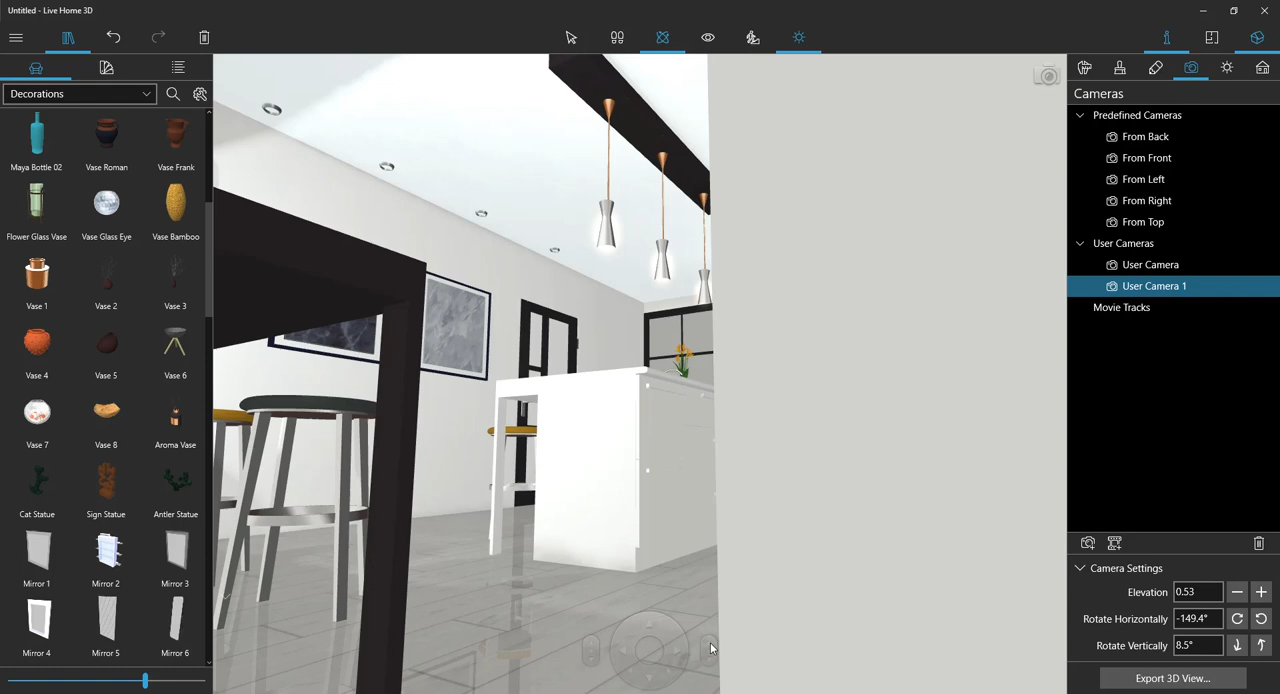 Untitled - Live Home 3D
Decorations
Maya Bottle 02
Vase Roman
Vase Frank
Flower Glass Vase
Vase Glass Eye
Vase Bamboo
Vase 1
Vase 2
Vase 3
Vase 4
Vase 5
Vase 6
Vase 7
Vase 8
Aroma Vase
Cat Statue
Sign Statue
Antler Statue
Mirror 1
Mirror 2
Mirror 3
Mirror 4
Mirror 5
Mirror 6
Cameras
Predefined Cameras
From Back
From Front
From Left
From Right
From Top
User Cameras
User Camera
User Camera 1
Movie Tracks
Camera Settings
Elevation 0.53
Rotate Horizontally -149.4°
Rotate Vertically 8.5°
Export 3D View...